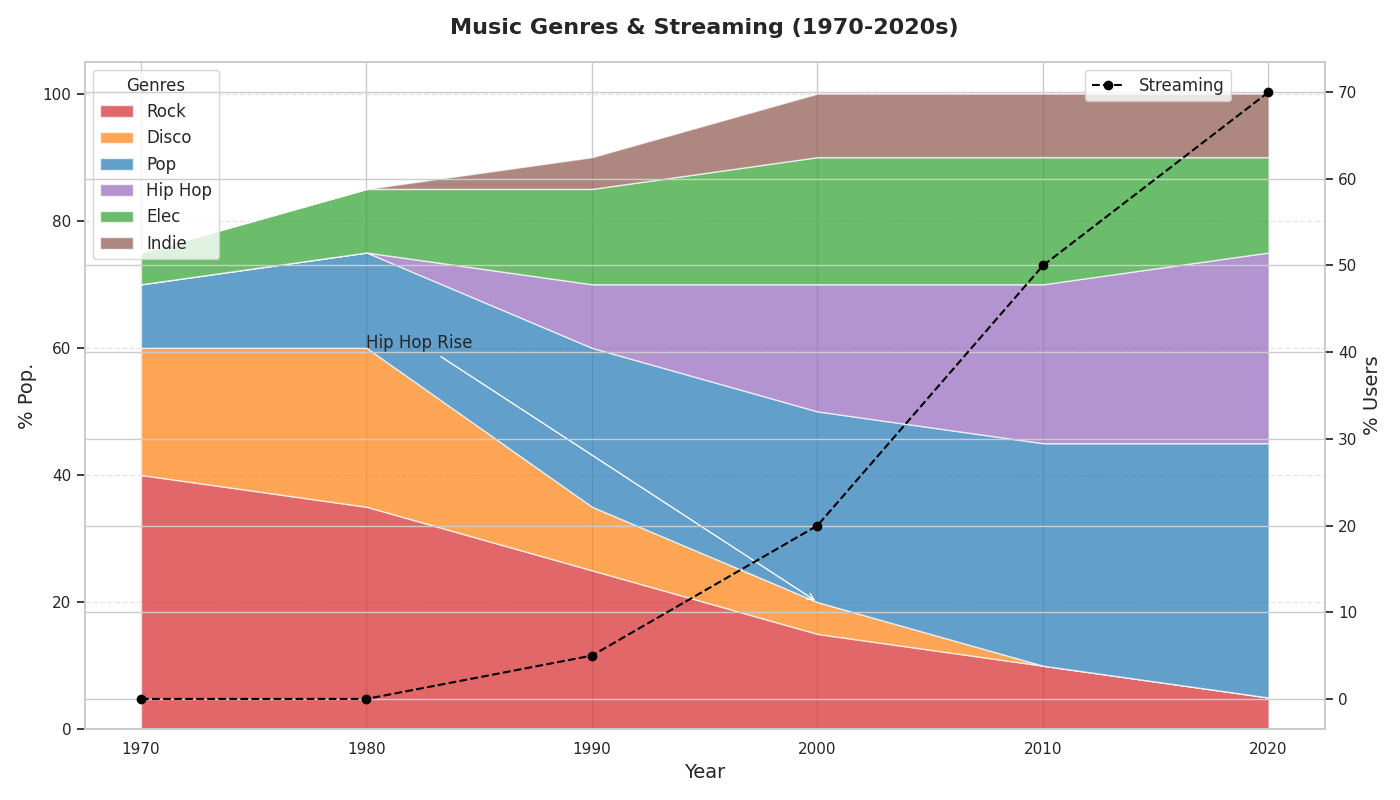 Music Genres & Streaming (1970-2020s)
Genres
Rock
Disco
Pop
Hip Hop
Elec
Indie
Streaming
Hip Hop Rise
% Pop.
100
80
60
40
20
0
% Users
70
60
50
40
30
20
10
0
1970 1980 1990 2000 2010 2020
Year